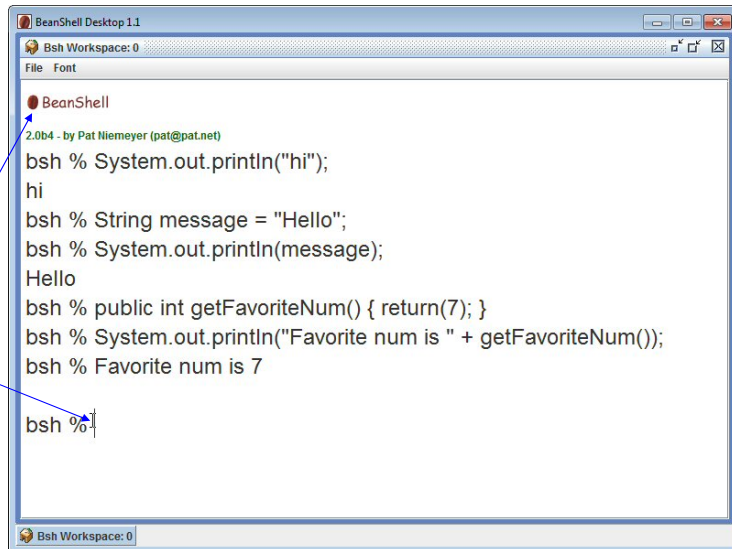 BeanShell Desktop 1.1
Bsh Workspace: 0
File Font
BeanShell
2.0b4 - by Pat Niemeyer (pat@pat.net)
bsh % System.out.println("hi");
hi
bsh % String message = "Hello";
bsh % System.out.println(message);
Hello
bsh % public int getFavoriteNum() { return(7); }
bsh % System.out.println("Favorite num is " + getFavoriteNum());
bsh % Favorite num is 7
bsh %
Bsh Workspace: 0